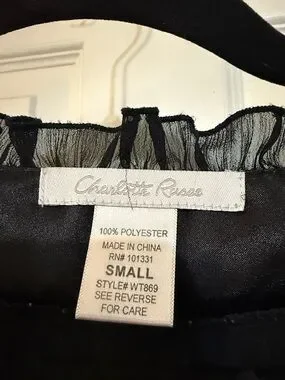 Charlotte Russe
100% POLYESTER
MADE IN CHINA
RN# 101331
SMALL
STYLE# WT869
SEE REVERSE
FOR CARE